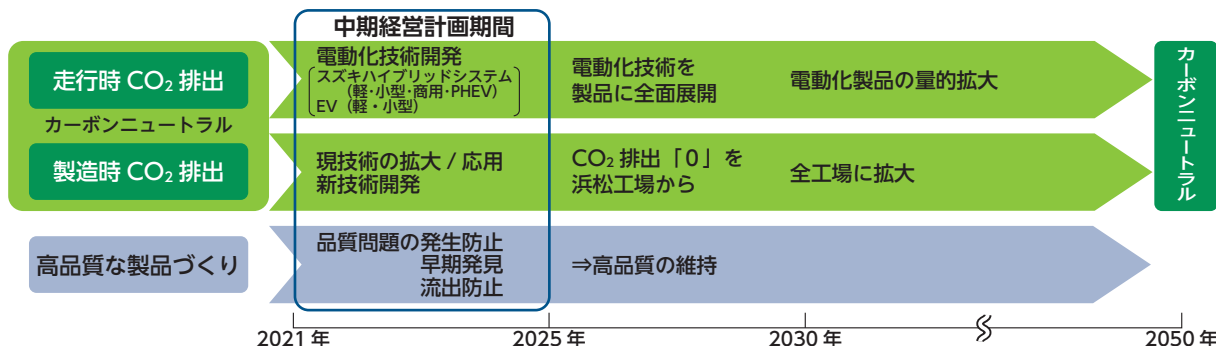 中期経営計画期間
走行時 CO₂ 排出
カーボンニュートラル
製造時 CO₂ 排出
電動化技術開発
スズキハイブリッドシステム
(軽・小型・商用・PHEV)
EV（軽・小型）
電動化技術を
製品に全面展開
電動化製品の量的拡大
現技術の拡大 / 応用
新技術開発
CO₂ 排出「0」を
浜松工場から
全工場に拡大
カーボンニュートラル
高品質な製品づくり
品質問題の発生防止
早期発見
流出防止
⇒高品質の維持
2021 年
2025 年
2030 年
2050 年